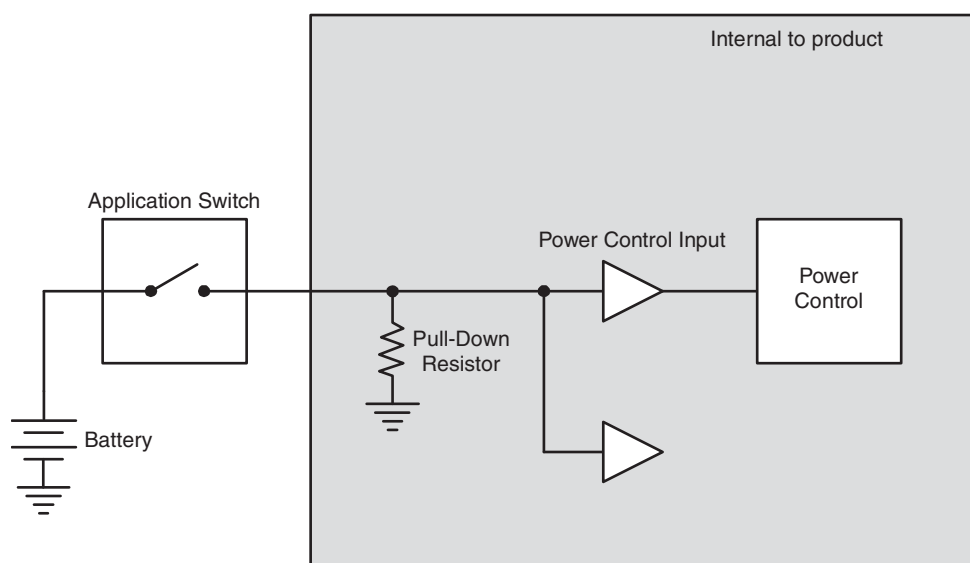 Internal to product
Application Switch
Power Control Input
Power
Control
Pull-Down
Resistor
Battery